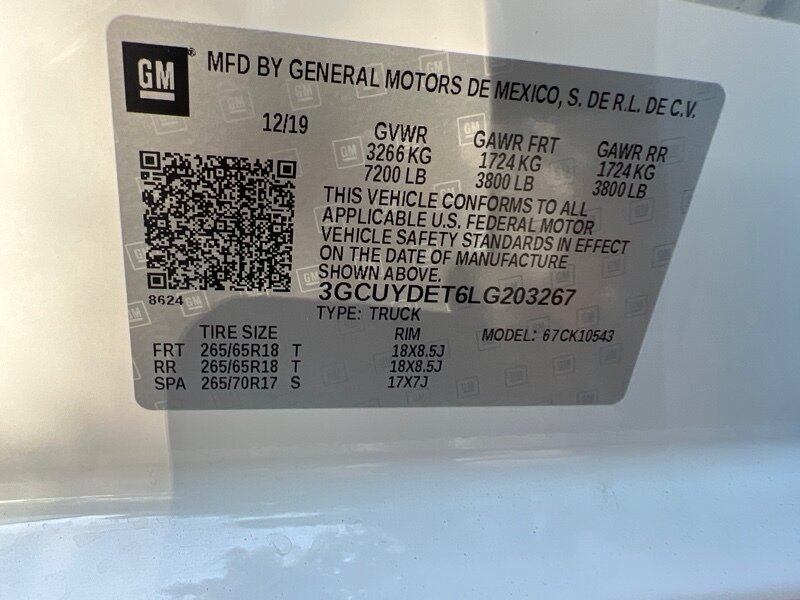 GM ® MFD BY GENERAL MOTORS DE MEXICO, S. DE R.L. DE C.V.
12/19 GVWR GAWR FRT GAWR RR
3266 KG 1724 KG 1724 KG
7200 LB 3800 LB 3800 LB
THIS VEHICLE CONFORMS TO ALL
APPLICABLE U.S. FEDERAL MOTOR
VEHICLE SAFETY STANDARDS IN EFFECT
ON THE DATE OF MANUFACTURE
SHOWN ABOVE.
8624 3GCUYDET6LG203267
TYPE: TRUCK
TIRE SIZE RIM MODEL: 67CK10543
FRT 265/65R18 T 18X8.5J
RR 265/65R18 T 18X8.5J
SPA 265/70R17 S 17X7J